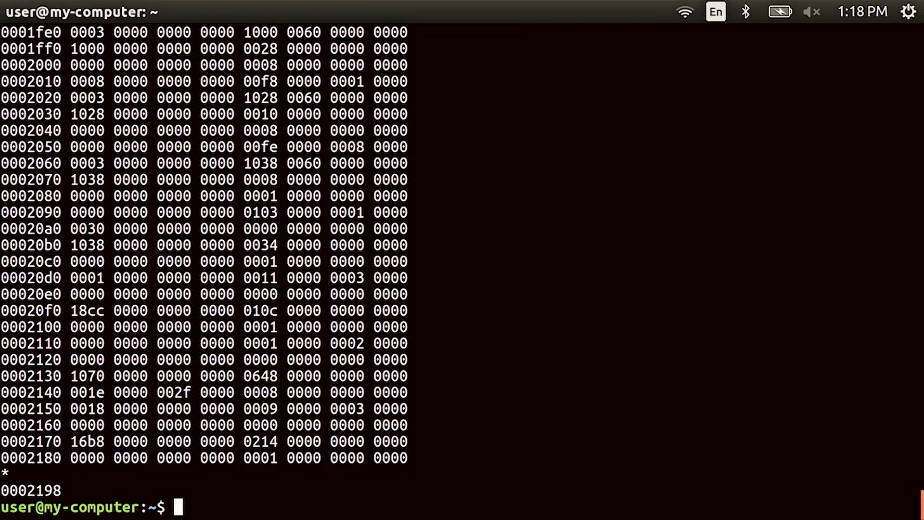 user@my-computer: ~ En 1:18 PM
0001fe0 0003 0000 0000 0000 1000 0060 0000 0000
0001ff0 1000 0000 0000 0000 0028 0000 0000 0000
0002000 0000 0000 0000 0000 0008 0000 0000 0000
0002010 0008 0000 0000 0000 00f8 0000 0001 0000
0002020 0003 0000 0000 0000 1028 0060 0000 0000
0002030 1028 0000 0000 0000 0010 0000 0000 0000
0002040 0000 0000 0000 0000 0008 0000 0000 0000
0002050 0000 0000 0000 0000 00fe 0000 0008 0000
0002060 0003 0000 0000 0000 1038 0060 0000 0000
0002070 1038 0000 0000 0000 0008 0000 0000 0000
0002080 0000 0000 0000 0000 0001 0000 0000 0000
0002090 0000 0000 0000 0000 0103 0000 0001 0000
00020a0 0030 0000 0000 0000 0000 0000 0000 0000
00020b0 1038 0000 0000 0000 0034 0000 0000 0000
00020c0 0000 0000 0000 0000 0001 0000 0000 0000
00020d0 0001 0000 0000 0000 0011 0000 0003 0000
00020e0 0000 0000 0000 0000 0000 0000 0000 0000
00020f0 18cc 0000 0000 0000 010c 0000 0000 0000
0002100 0000 0000 0000 0000 0001 0000 0000 0000
0002110 0000 0000 0000 0000 0001 0000 0002 0000
0002120 0000 0000 0000 0000 0000 0000 0000 0000
0002130 1070 0000 0000 0000 0648 0000 0000 0000
0002140 001e 0000 002f 0000 0008 0000 0000 0000
0002150 0018 0000 0000 0000 0009 0000 0003 0000
0002160 0000 0000 0000 0000 0000 0000 0000 0000
0002170 16b8 0000 0000 0000 0214 0000 0000 0000
0002180 0000 0000 0000 0000 0001 0000 0000 0000
*
0002198
user@my-computer:~$